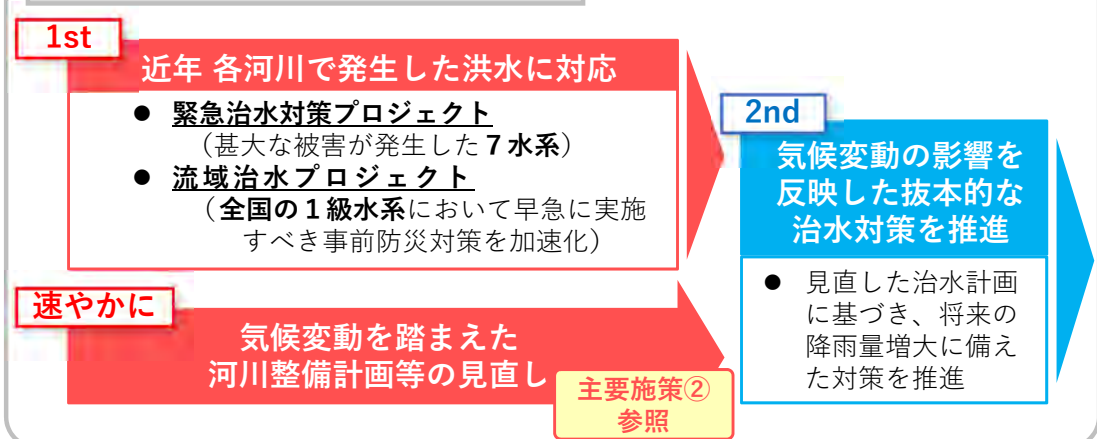 1st
近年 各河川で発生した洪水に対応
● 緊急治水対策プロジェクト
（甚大な被害が発生した７水系）
● 流域治水プロジェクト
（全国の１級水系において早急に実施
すべき事前防災対策を加速化）
速やかに
気候変動を踏まえた
河川整備計画等の見直し
主要施策②
参照
2nd
気候変動の影響を
反映した抜本的な
治水対策を推進
● 見直した治水計画
に基づき、将来の
降雨量増大に備え
た対策を推進